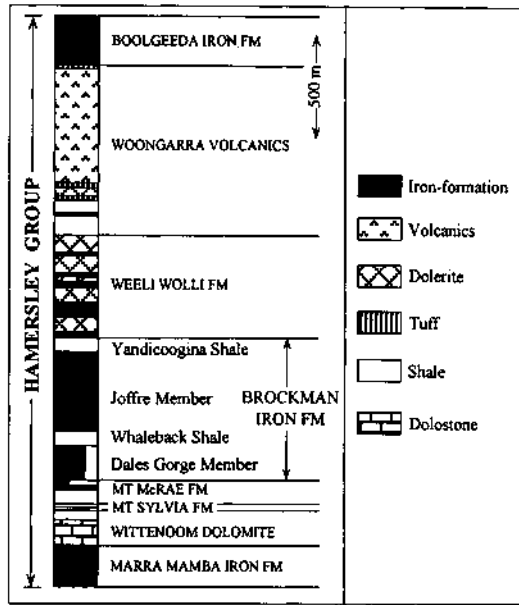 HAMERSLEY GROUP
BOOLGEEDA IRON FM
500 m
WOONGARRA VOLCANICS
WEELI WOLLI FM
Yandicoogina Shale
Joffre Member
BROCKMAN
IRON FM
Whaleback Shale
Dales Gorge Member
MT McRAE FM
MT SYLVIA FM
WITTENOOM DOLOMITE
MARRA MAMBA IRON FM
Iron-formation
Volcanics
Dolerite
Tuff
Shale
Dolostone